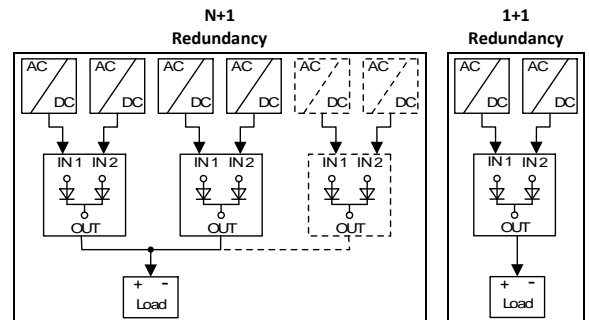 N+1
Redundancy
1+1
Redundancy
AC AC AC AC AC AC
DC DC DC DC DC DC
AC AC
DC DC
IN 1 IN 2 IN 1 IN 2 IN 1 IN 2
OUT OUT OUT
IN 1 IN 2
OUT
+ -
Load
+ -
Load